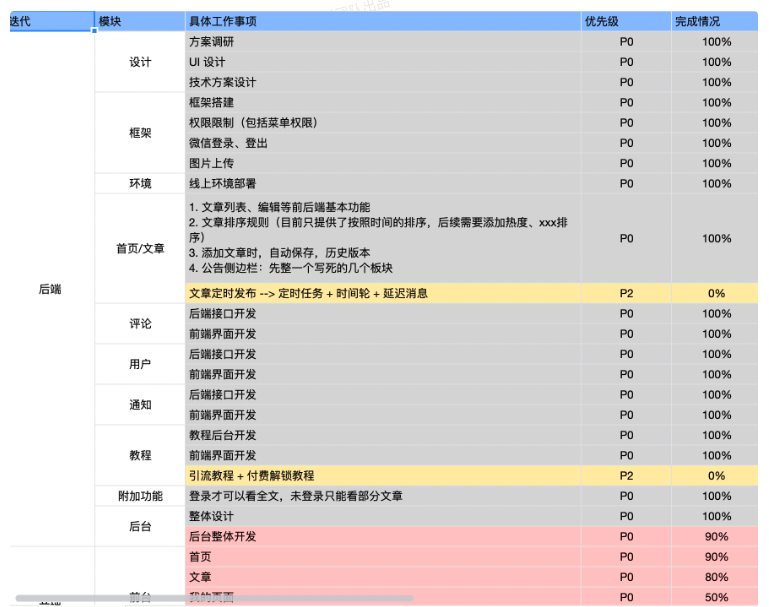 队出品
迭代 模块 具体工作事项 优先级 完成情况
方案调研 P0 100%
设计 UI 设计 P0 100%
技术方案设计 P0 100%
框架搭建 P0 100%
框架 权限限制（包括菜单权限） P0 100%
微信登录、登出 P0 100%
图片上传 P0 100%
环境 线上环境部署 P0 100%
1. 文章列表、编辑等前后端基本功能
2. 文章排序规则（目前只提供了按照时间的排序，后续需要添加热度、xxx排
序）
首页/文章 P0 100%
3. 添加文章时，自动保存，历史版本
4. 公告侧边栏：先整一个写死的几个板块
后端 文章定时发布 --> 定时任务 + 时间轮 + 延迟消息 P2 0%
评论 后端接口开发 P0 100%
前端界面开发 P0 100%
用户 后端接口开发 P0 100%
前端界面开发 P0 100%
通知 后端接口开发 P0 100%
前端界面开发 P0 100%
教程后台开发 P0 100%
教程 前端界面开发 P0 100%
引流教程 + 付费解锁教程 P2 0%
附加功能 登录才可以看全文，未登录只能看部分文章 P0 100%
后台 整体设计 P0 100%
后台整体开发 P0 90%
首页 P0 90%
文章 P0 80%
前台 我的页面 P0 50%